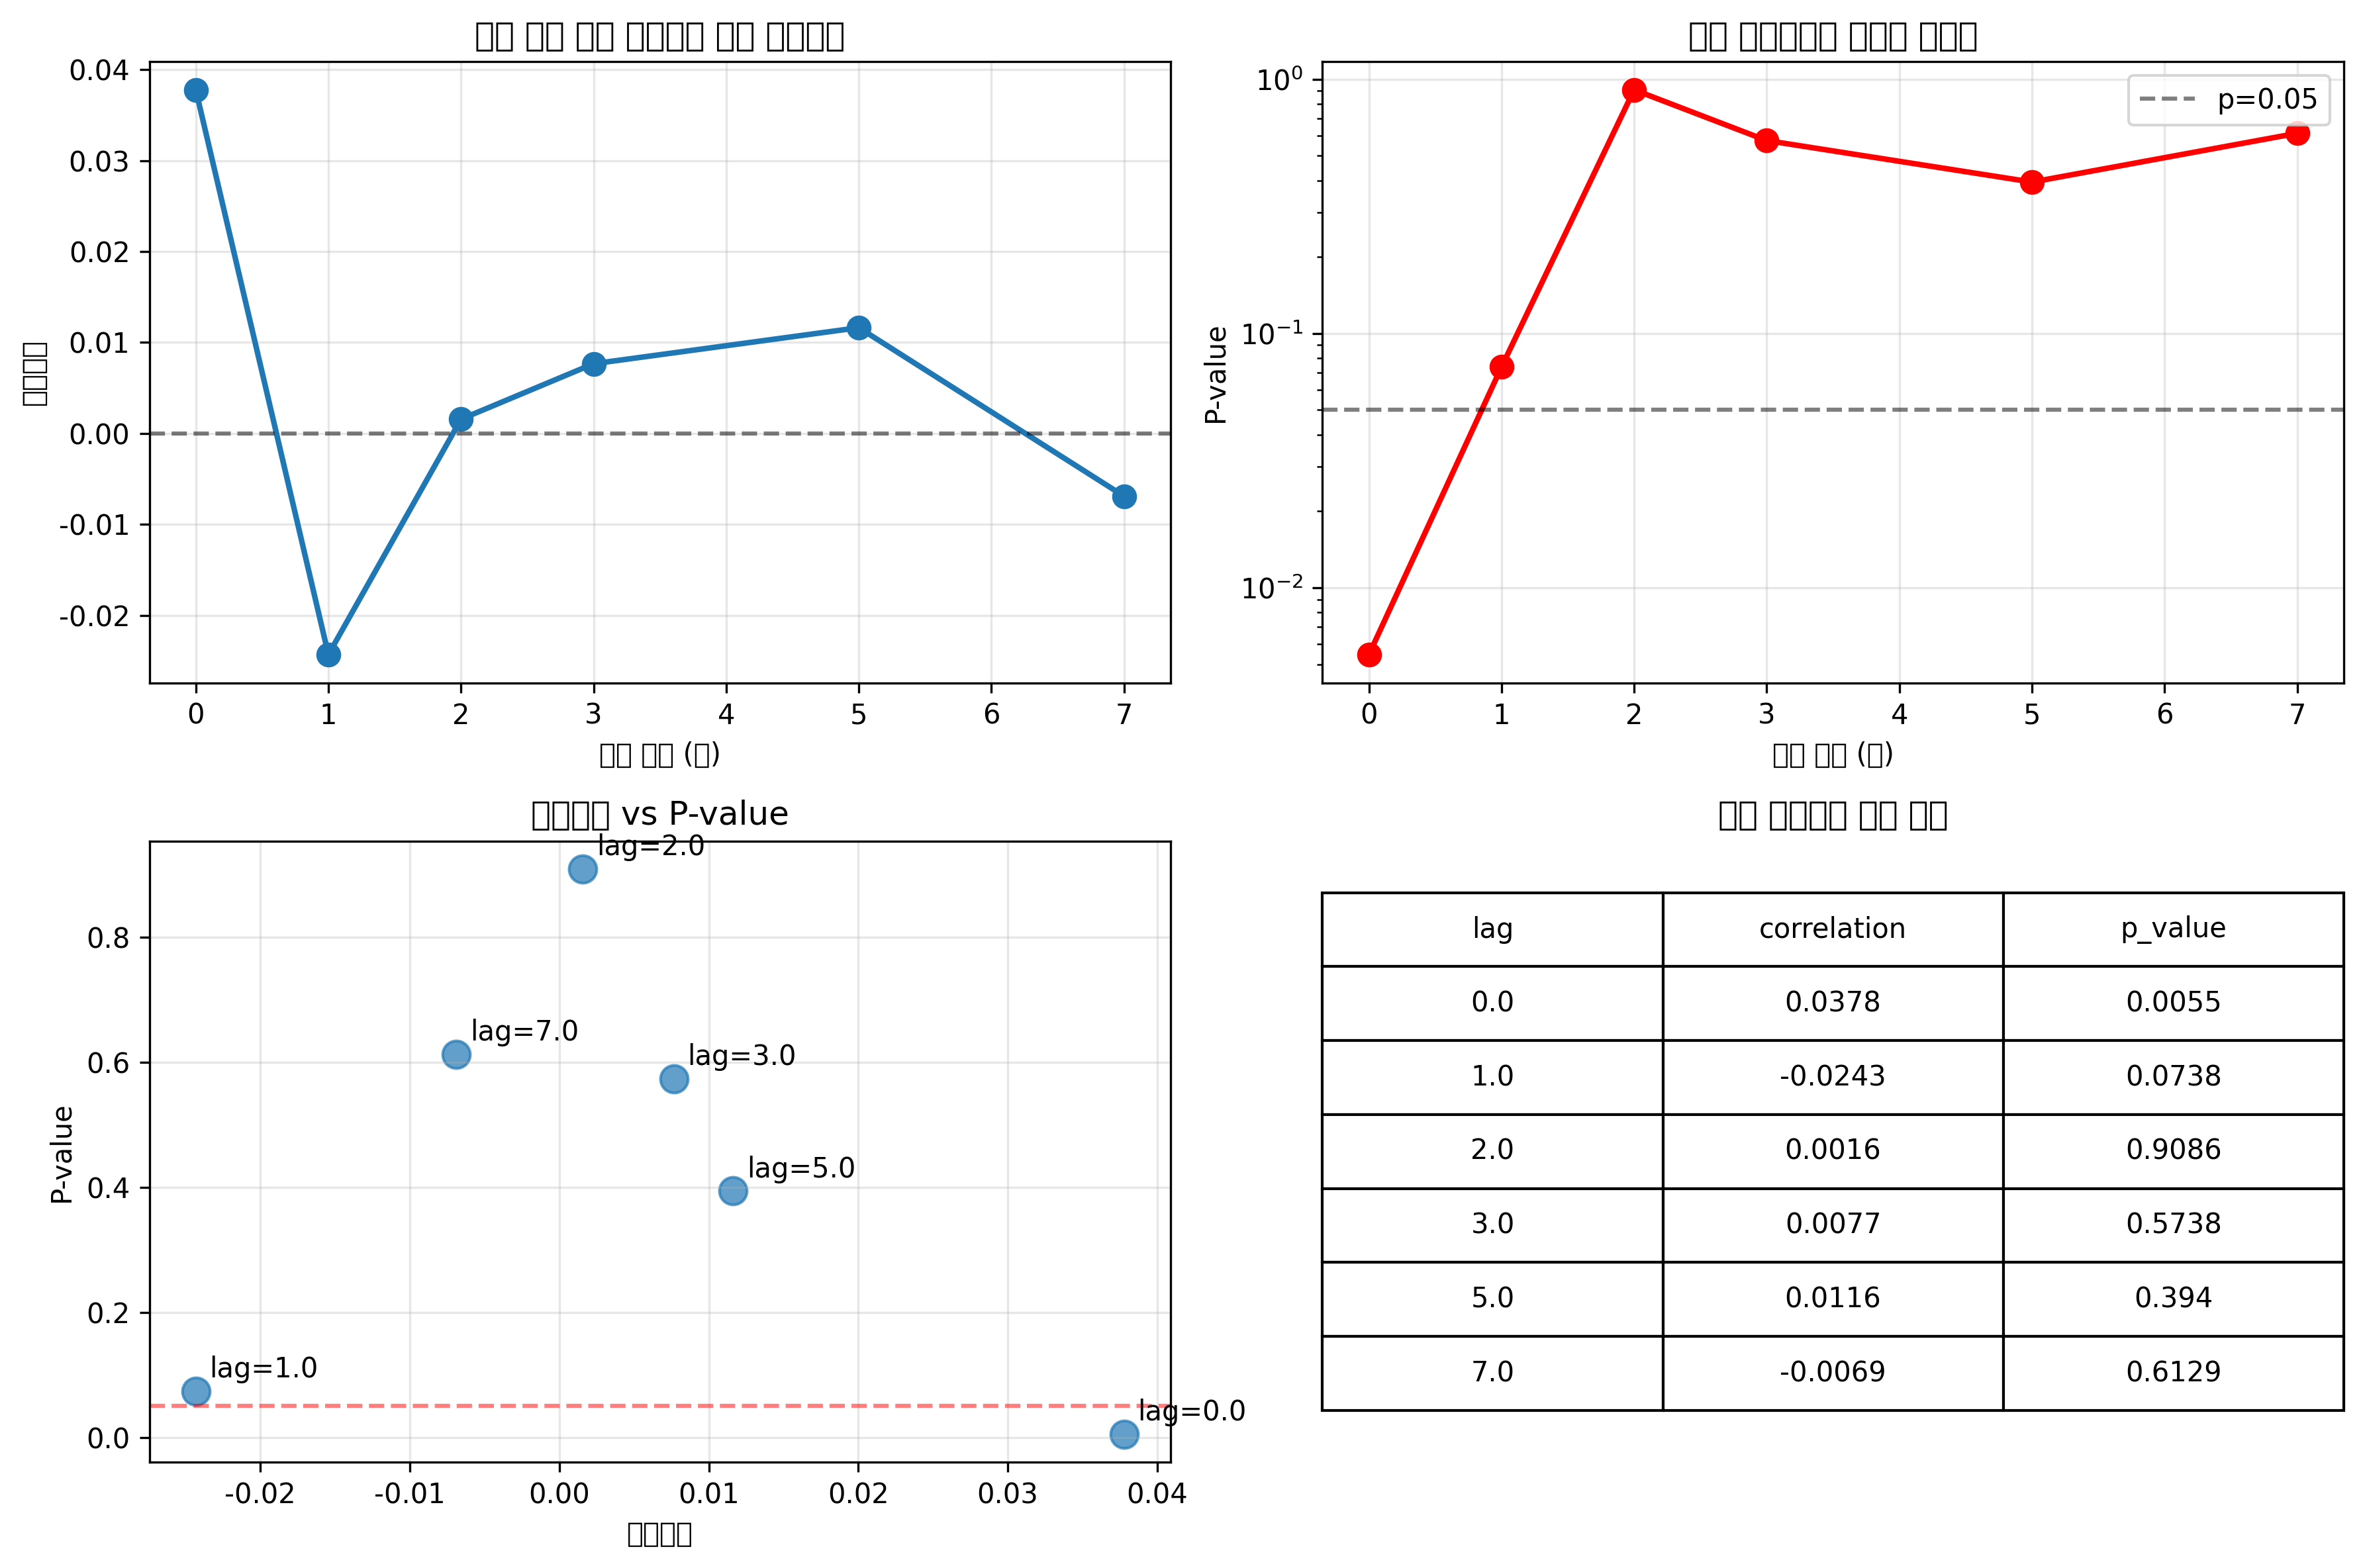 0.04
0.03
0.02
0.01
0.00
-0.01
-0.02
0 1 2 3 4 5 6 7
( )
p=0.05
P-value
10⁰
10⁻¹
10⁻²
0 1 2 3 4 5 6 7
( )
vs P-value
P-value
0.8
0.6
0.4
0.2
0.0
lag=2.0
lag=7.0
lag=3.0
lag=5.0
lag=1.0
lag=0.0
-0.02 -0.01 0.00 0.01 0.02 0.03 0.04
lag correlation p_value
0.0 0.0378 0.0055
1.0 -0.0243 0.0738
2.0 0.0016 0.9086
3.0 0.0077 0.5738
5.0 0.0116 0.394
7.0 -0.0069 0.6129